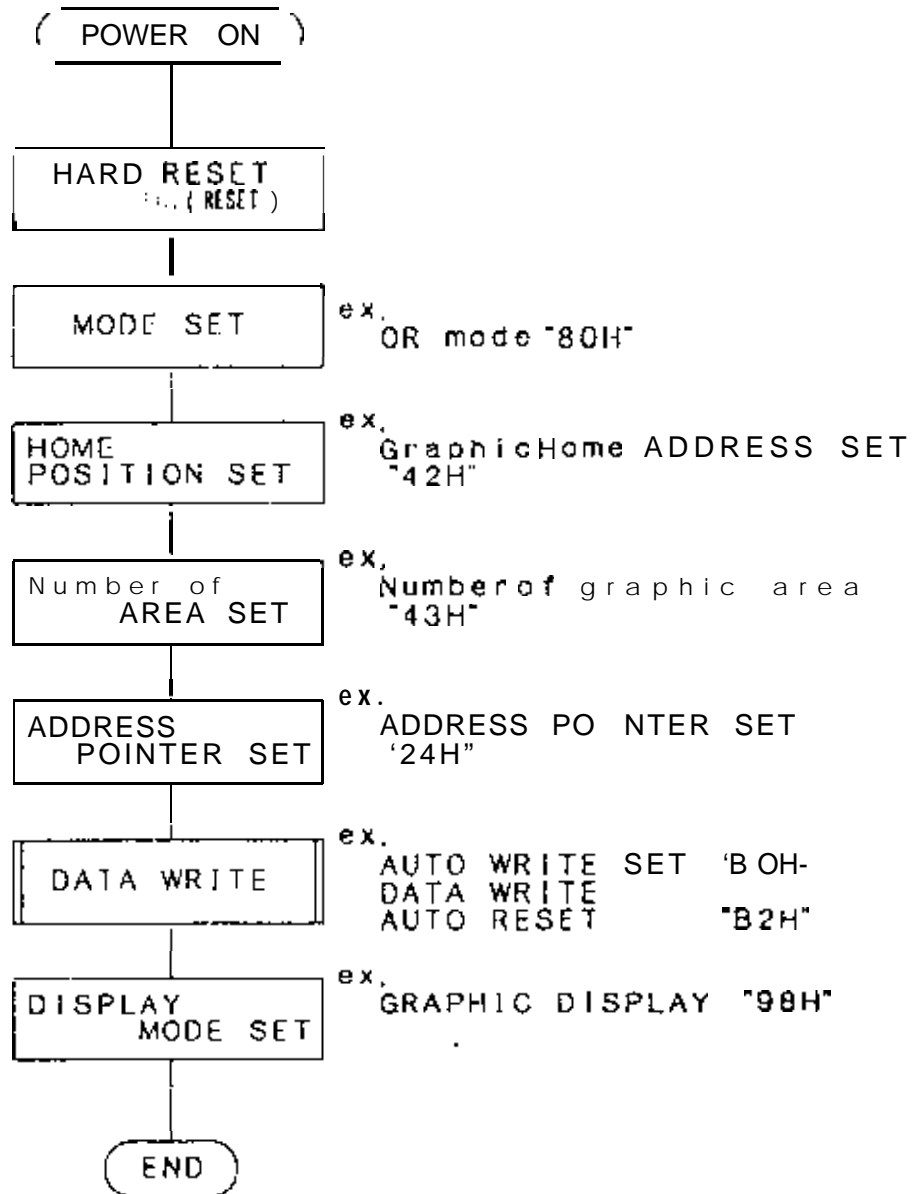 POWER ON
HARD RESET
( RESET )
MODE SET
ex.
OR mode "80H"
HOME
POSITION SET
ex.
GraphicHome ADDRESS SET
"42H"
Number of
AREA SET
ex,
Number of graphic area
"43H"
ADDRESS
POINTER SET
ex.
ADDRESS PO NTER SET
‘24H”
DATA WRITE
ex.
AUTO WRITE SET ‘B OH-
DATA WRITE
AUTO RESET "B2H"
DISPLAY
MODE SET
ex.
GRAPHIC DISPLAY "98H"
END